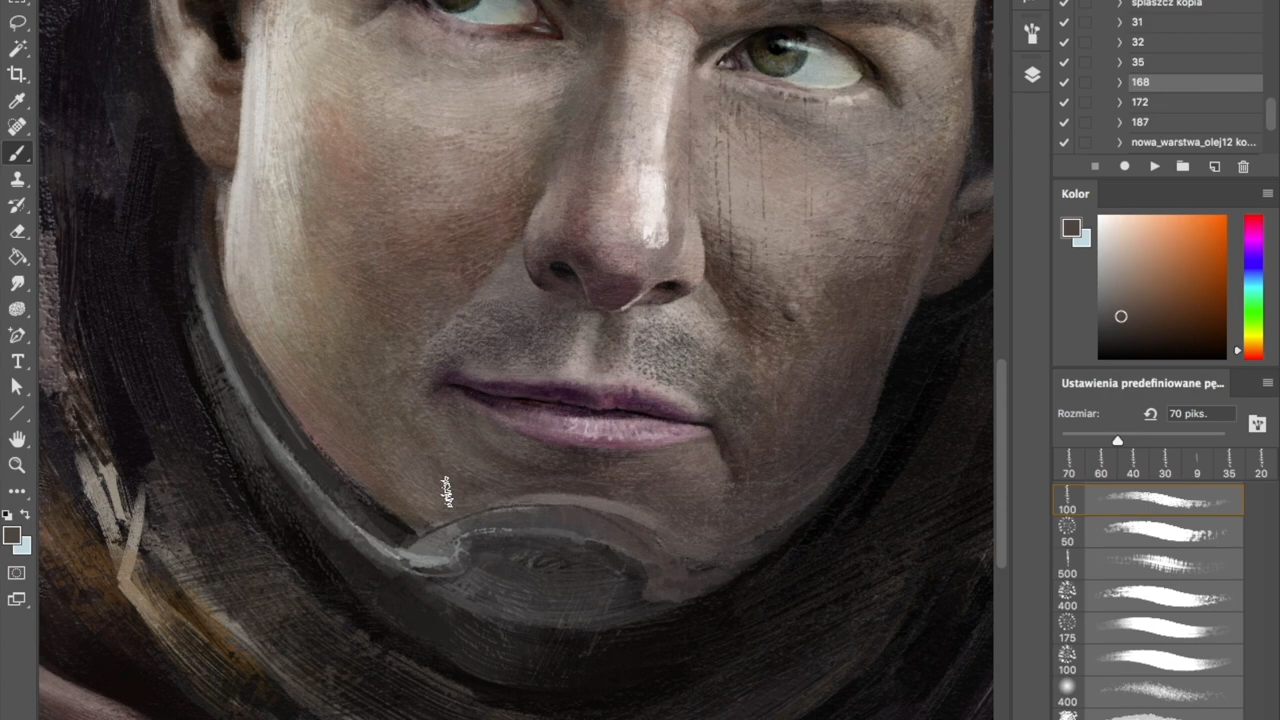 spłaszcz kopia
31
32
35
168
172
187
nowa_warstwa_olej12 ko...
Kolor
Ustawienia predefiniowane pę...
Rozmiar:
70 piks.
70 60 40 30 9 35 20
100
50
500
400
175
100
400